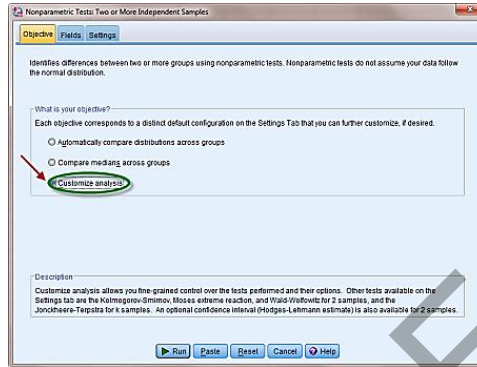 Nonparametric Tests: Two or More Independent Samples
Objective Fields Settings
Identifies differences between two or more groups using nonparametric tests. Nonparametric tests do not assume your data follow
the normal distribution.
What is your objective?
Each objective corresponds to a distinct default configuration on the Settings Tab that you can further customize, if desired.
Automatically compare distributions across groups
Compare medians across groups
Customize analysis
Description
Customize analysis allows you fine-grained control over the tests performed and their options. Other tests available on the
Settings tab are the Kolmogorov-Smirnov, Moses extreme reaction, and Wald-Wolfowitz for 2 samples, and the
Jonckheere-Terpstra for k samples. An optional confidence interval (Hodges-Lehmann estimate) is also available for 2 samples.
Run Paste Reset Cancel Help